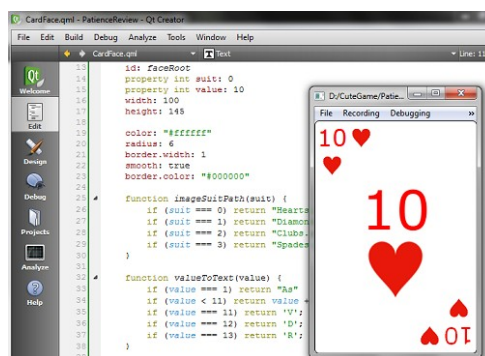 CardFace.qml - PatienceReview - Qt Creator
File Edit Build Debug Analyze Tools Window Help
CardFace.qml
Text
Line: 11
Welcome
Edit
Design
Debug
Projects
Analyze
Help
13 id: faceRoot
14 property int suit: 0
15 property int value: 10
16 width: 100
17 height: 145
18
19 color: "#ffffff"
20 radius: 6
21 border.width: 1
22 smooth: true
23 border.color: "#000000"
24
25 function imageSuitPath(suit) {
26 if (suit === 0) return "Hearts
27 if (suit === 1) return "Diamon
28 if (suit === 2) return "Clubs.
29 if (suit === 3) return "Spades
30 }
31
32 function valueToText(value) {
33 if (value === 1) return "As"
34 if (value < 11) return value +
35 if (value === 11) return 'V';
36 if (value === 12) return 'D';
37 if (value === 13) return 'R';
38 }
D:/CuteGame/Patie...
File Recording Debugging »
10
10
10